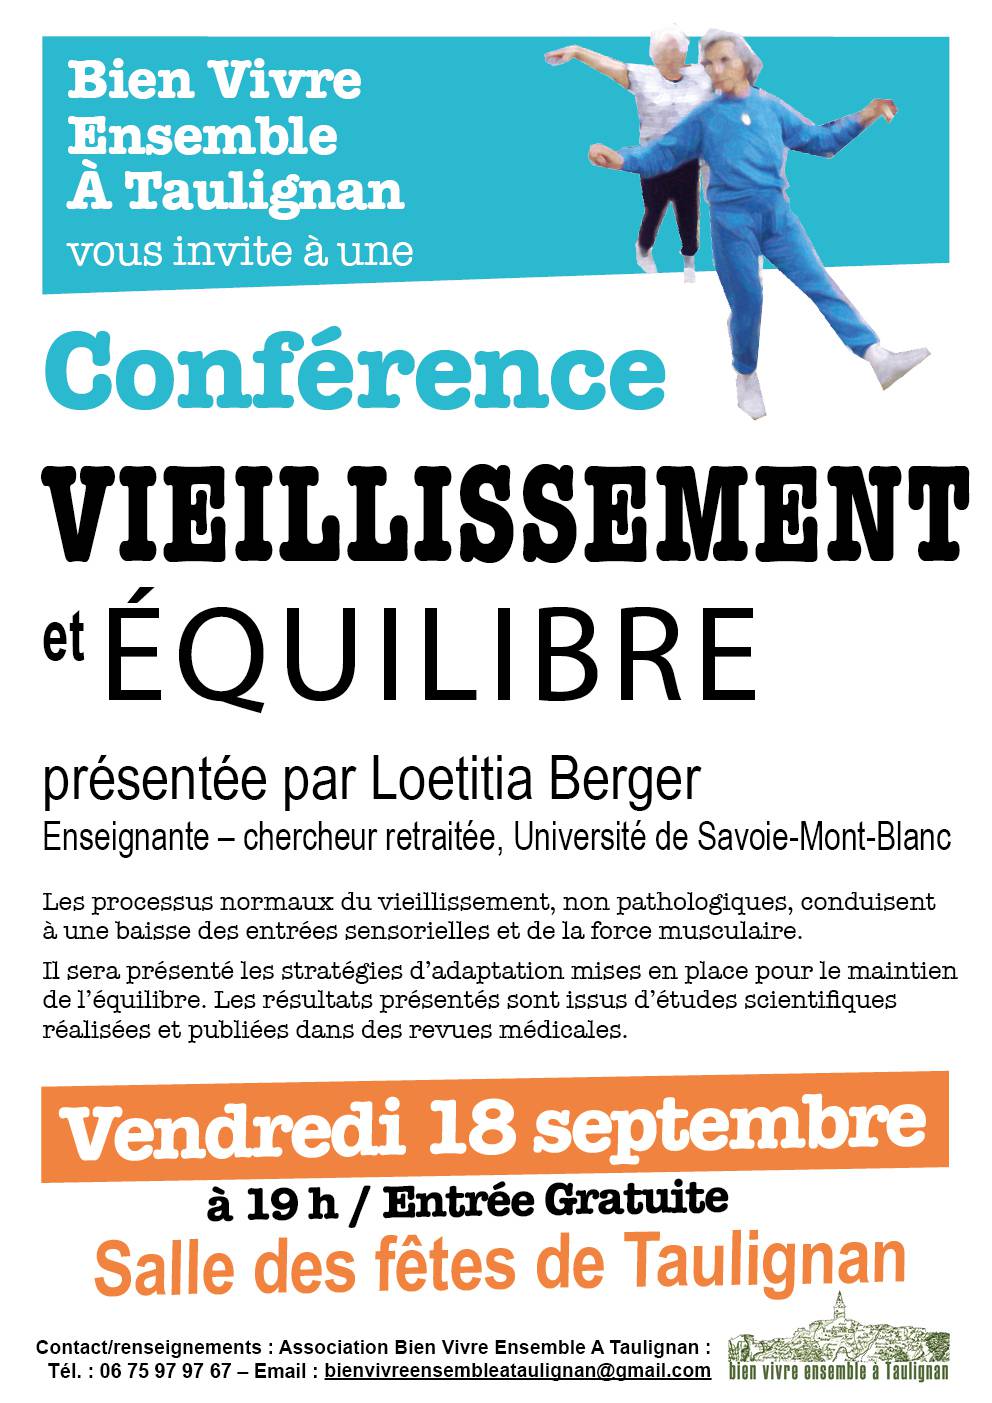 Bien Vivre
Ensemble
À Taulignan
vous invite à une
Conférence
VIEILLISSEMENT
et ÉQUILIBRE
présentée par Loetitia Berger
Enseignante – chercheur retraitée, Université de Savoie-Mont-Blanc
Les processus normaux du vieillissement, non pathologiques, conduisent
à une baisse des entrées sensorielles et de la force musculaire.
Il sera présenté les stratégies d’adaptation mises en place pour le maintien
de l’équilibre. Les résultats présentés sont issus d’études scientifiques
réalisées et publiées dans des revues médicales.
Vendredi 18 septembre
à 19 h / Entrée Gratuite
Salle des fêtes de Taulignan
Contact/renseignements : Association Bien Vivre Ensemble A Taulignan :
Tél. : 06 75 97 97 67 – Email : bienvivreensembleataulignan@gmail.com
bien vivre ensemble à Taulignan